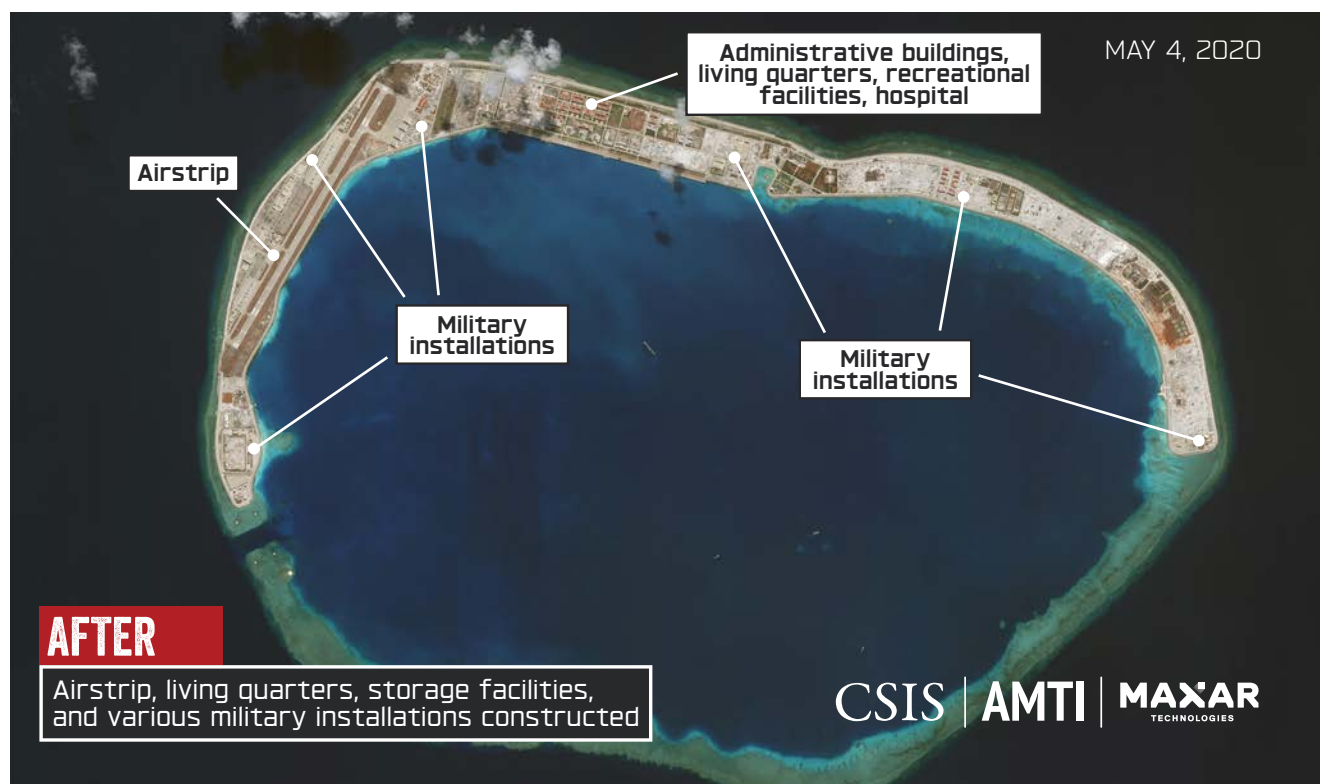 Administrative buildings,
living quarters, recreational
facilities, hospital
MAY 4, 2020
Airstrip
Military
installations
Military
installations
AFTER
Airstrip, living quarters, storage facilities,
and various military installations constructed
CSIS | AMTI | MAXAR
TECHNOLOGIES